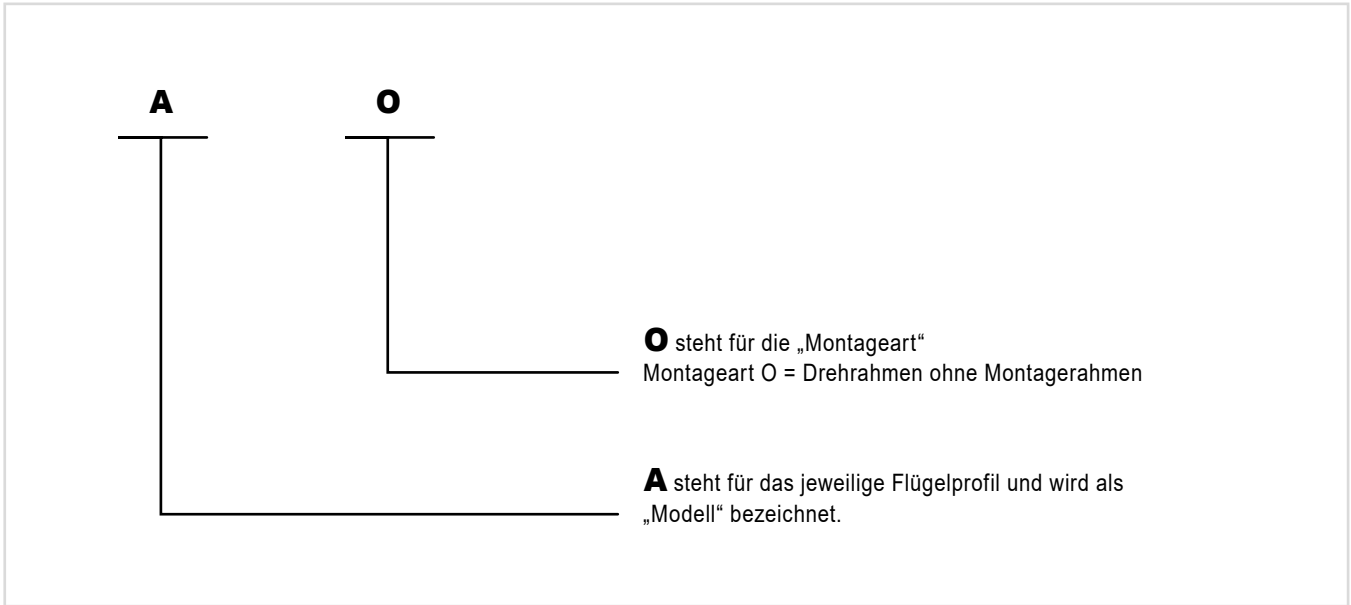 A O
O steht für die „Montageart“
Montageart O = Drehrahmen ohne Montagerahmen
A steht für das jeweilige Flügelprofil und wird als
„Modell“ bezeichnet.